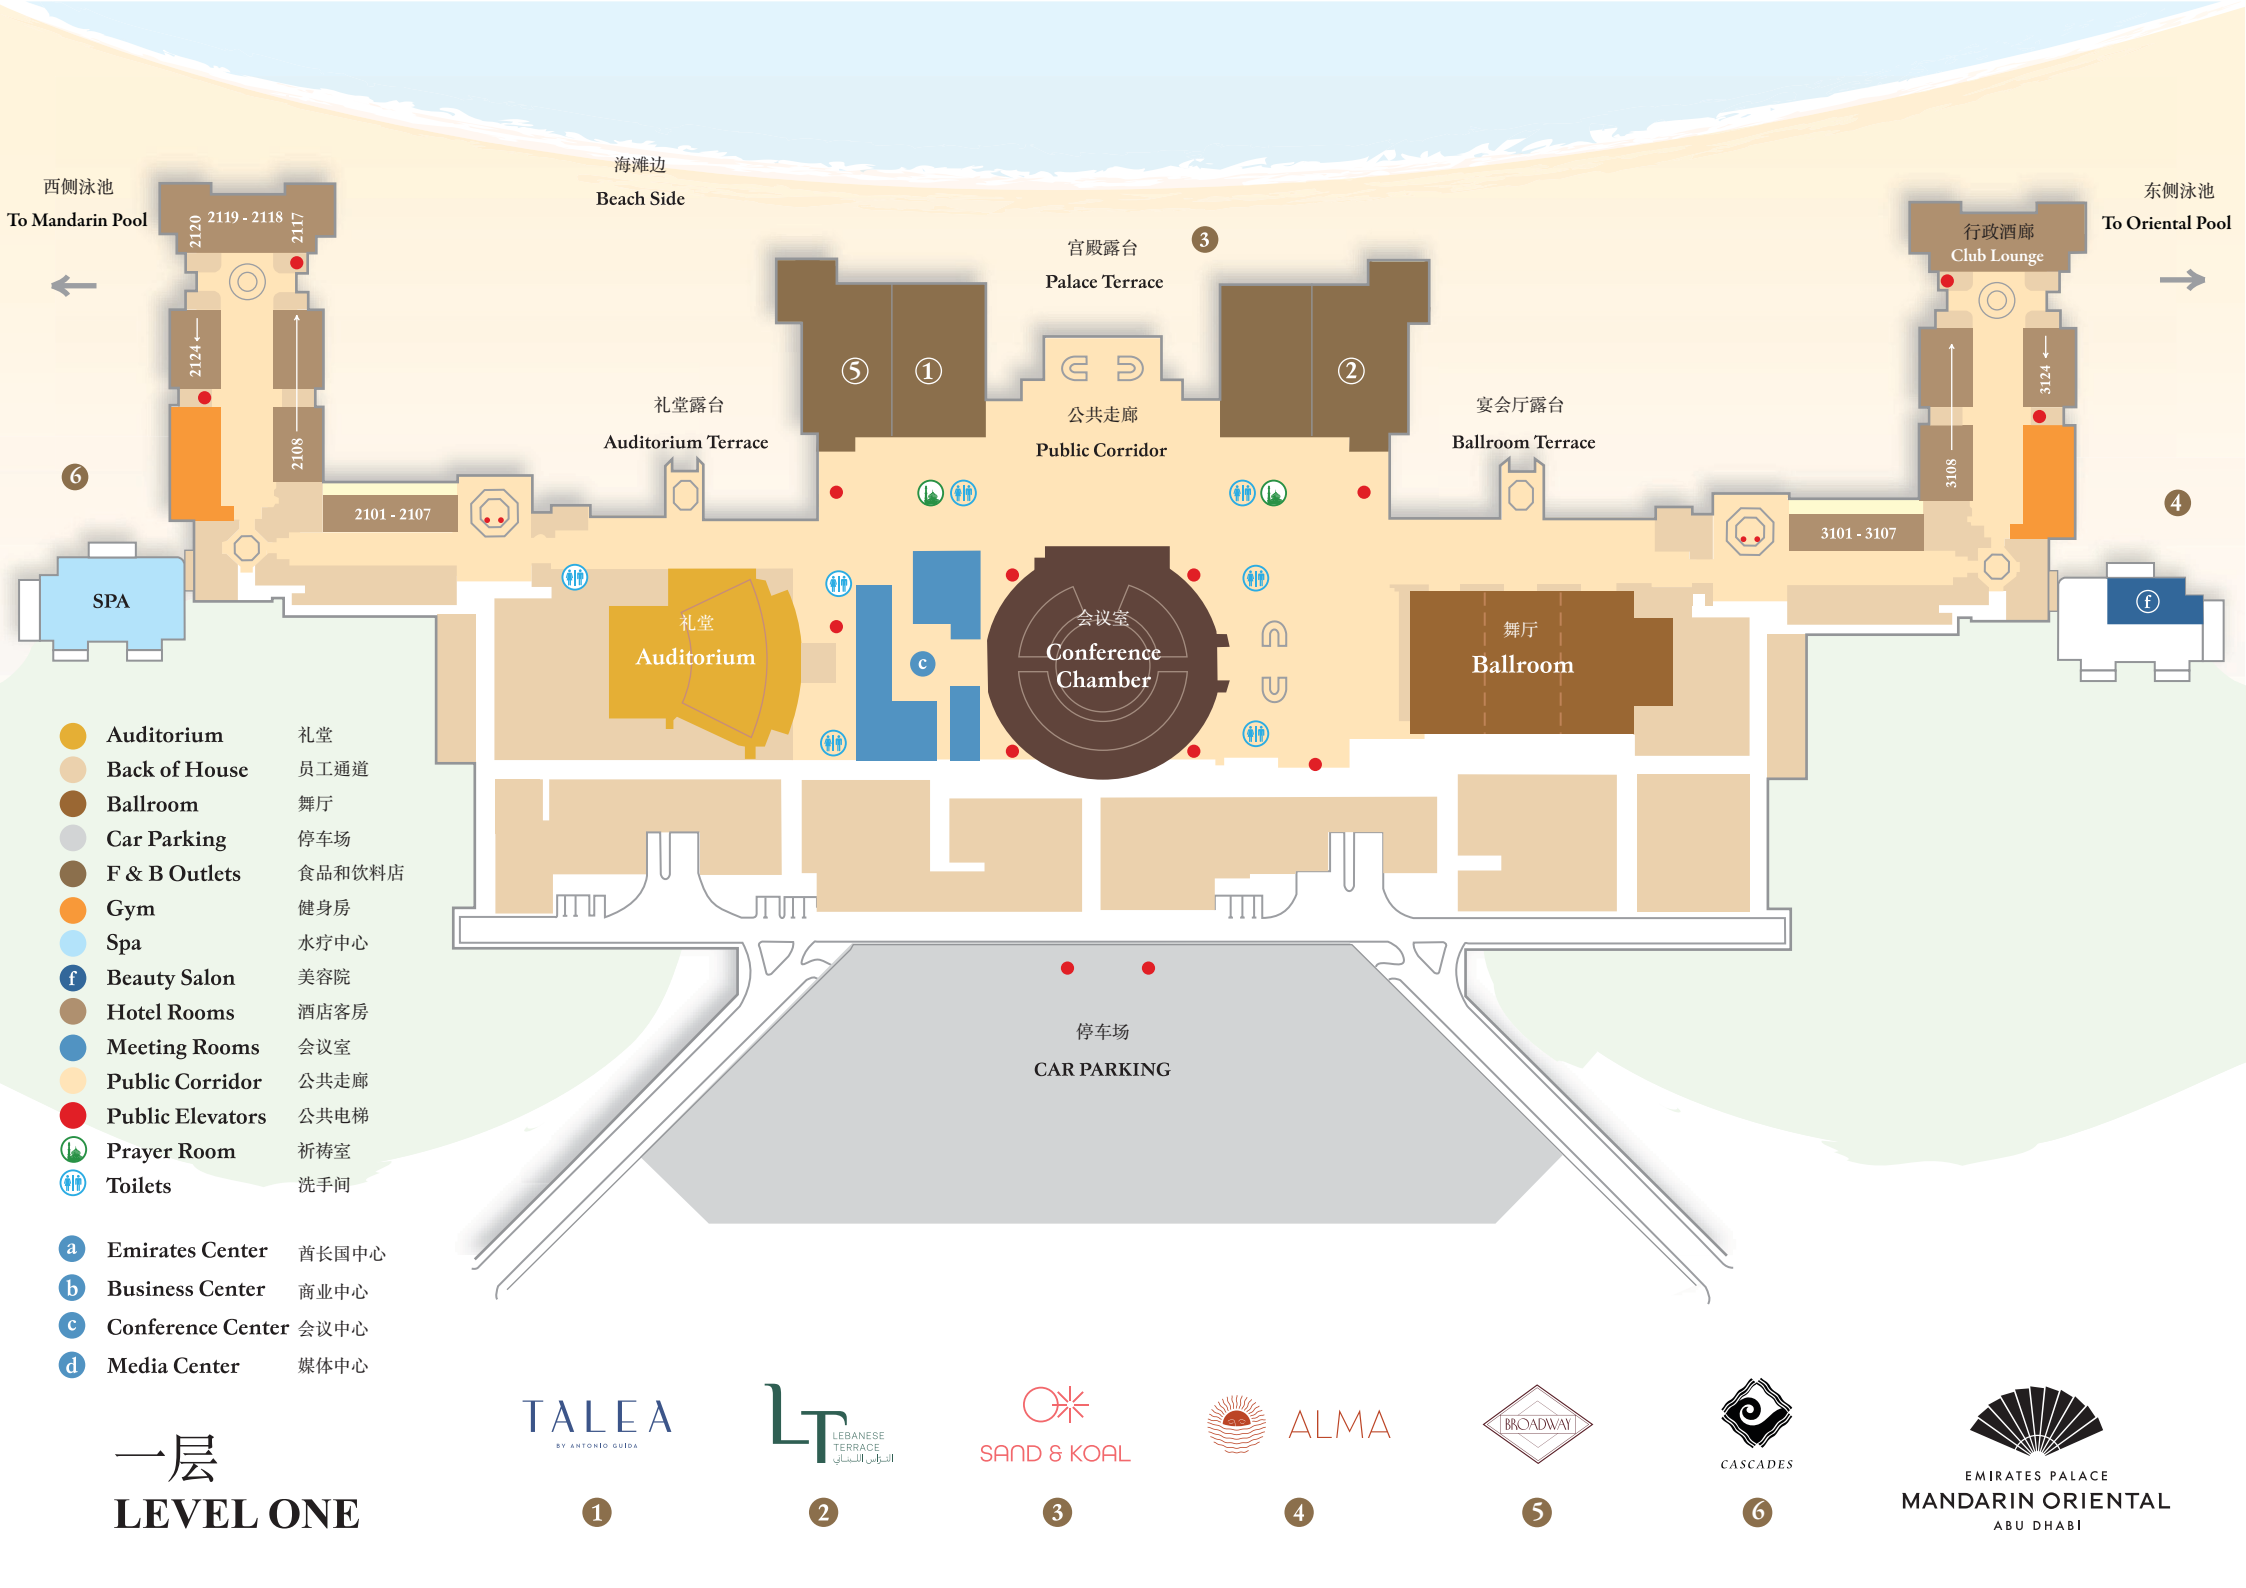 海滩边
Beach Side
西侧泳池
To Mandarin Pool
东侧泳池
To Oriental Pool
2120
2119 - 2118
2117
行政酒廊
Club Lounge
3
宫殿露台
Palace Terrace
2124
2108
5
1
2
3124
3108
礼堂露台
Auditorium Terrace
公共走廊
Public Corridor
宴会厅露台
Ballroom Terrace
6
4
2101 - 2107
3101 - 3107
SPA
f
礼堂
Auditorium
c
会议室
Conference
Chamber
舞厅
Ballroom
停车场
CAR PARKING
Auditorium 礼堂
Back of House 员工通道
Ballroom 舞厅
Car Parking 停车场
F & B Outlets 食品和饮料店
Gym 健身房
Spa 水疗中心
f Beauty Salon 美容院
Hotel Rooms 酒店客房
Meeting Rooms 会议室
Public Corridor 公共走廊
Public Elevators 公共电梯
Prayer Room 祈祷室
Toilets 洗手间
a Emirates Center 酋长国中心
b Business Center 商业中心
c Conference Center 会议中心
d Media Center 媒体中心
一层
LEVEL ONE
TALEA
BY ANTONIO GUIDA
1
LT
LEBANESE
TERRACE
التراس اللبناني
2
SAND & KOAL
3
ALMA
4
BROADWAY
5
CASCADES
6
EMIRATES PALACE
MANDARIN ORIENTAL
ABU DHABI